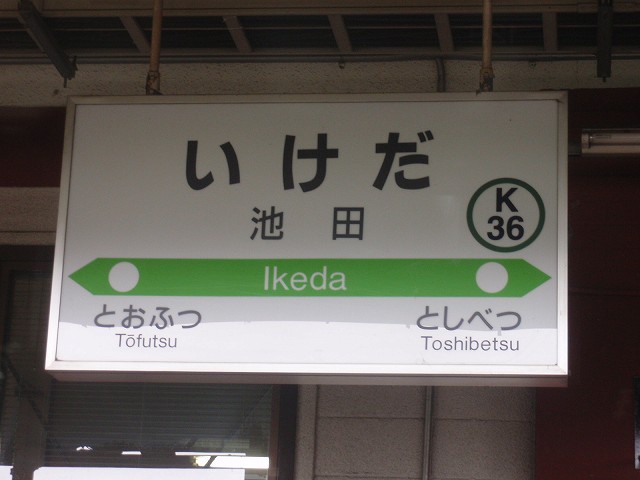 いけだ
池田
K
36
Ikeda
とおふつ
Tōfutsu
としべつ
Toshibetsu